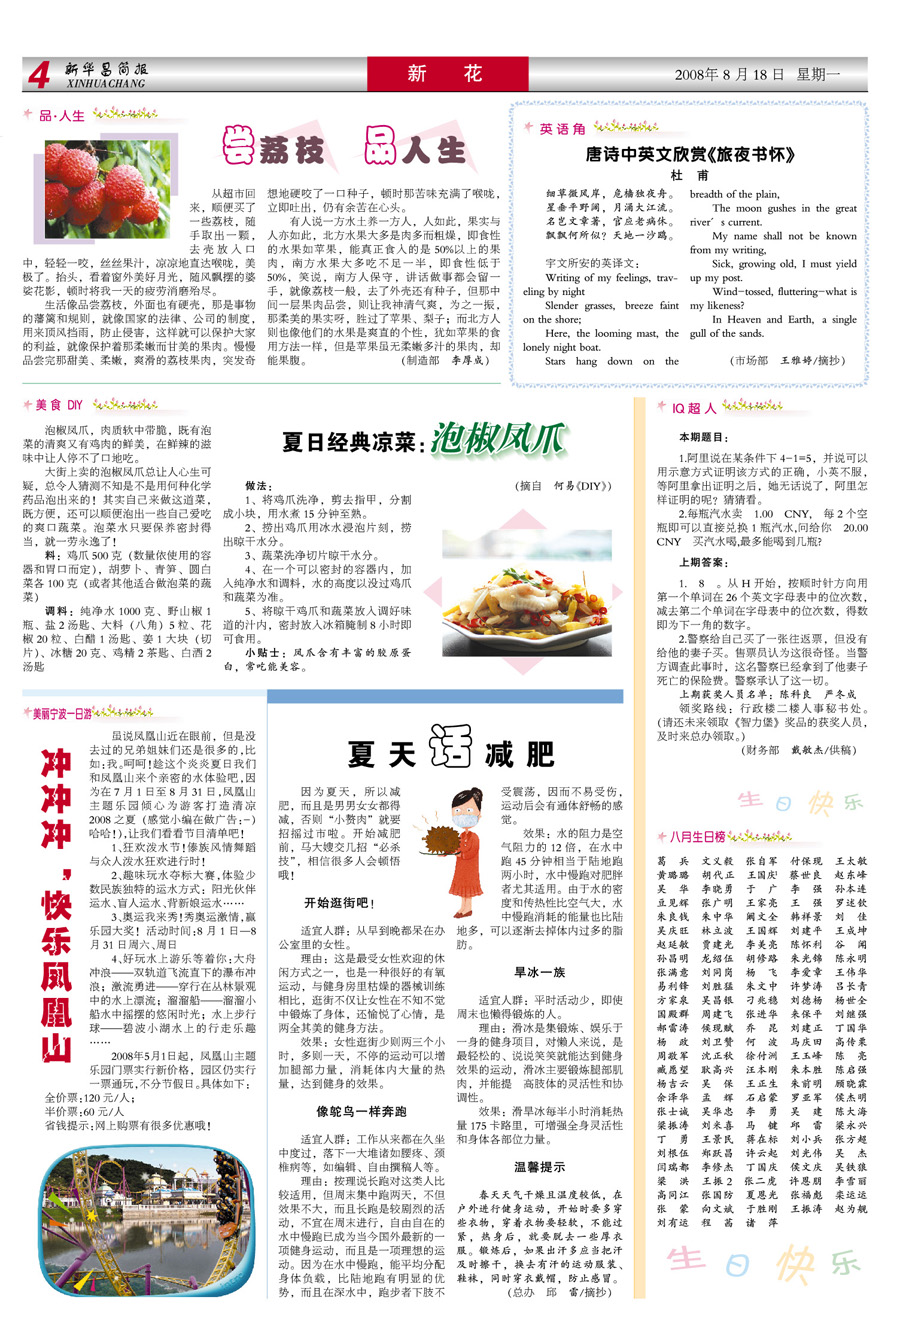 4
新华昌简报
XINHUACHANG
新 花
2008年8月18日 星期一
品·人生
尝荔枝 品人生
从超市回
来，顺便买了
一些荔枝，随
手取出一颗，
去壳放入口
中，轻轻一咬，丝丝果汁，凉凉地直达喉咙，美
极了。抬头，看着窗外美好月光，随风飘摆的婆
娑花影，顿时将我一天的疲劳消磨殆尽。
生活像品尝荔枝，外面也有硬壳，那是事物
的藩篱和规则，就像国家的法律、公司的制度，
用来顶风挡雨，防止侵害，这样就可以保护大家
的利益，就像保护着那柔嫩而甘美的果肉。慢慢
品尝完那甜美、柔嫩，爽滑的荔枝果肉，突发奇
想地硬咬了一口种子，顿时那苦味充满了喉咙，
立即吐出，仍有余苦在心头。
有人说一方水土养一方人，人如此，果实与
人亦如此，北方水果大多是肉多而粗燥，即食性
的水果如苹果，能真正食入的是50%以上的果
肉，南方水果大多吃不足一半，即食性低于
50%，笑说，南方人保守，讲话做事都会留一
手，就像荔枝一般，去了外壳还有种子，但那中
间一层果肉品尝，则让我神清气爽，为之一振，
那柔美的果实呀，胜过了苹果、梨子；而北方人
则也像他们的水果是爽直的个性，犹如苹果的食
用方法一样，但是苹果虽无柔嫩多汁的果肉，却
能果腹。 （制造部 李厚成）
英语角
唐诗中英文欣赏《旅夜书怀》
杜 甫
细草微风岸，危樯独夜舟。
星垂平野阔，月涌大江流。
名岂文章著，官应老病休。
飘飘何所似？天地一沙鸥。
宇文所安的英译文：
Writing of my feelings, trav-
eling by night
Slender grasses, breeze faint
on the shore;
Here, the looming mast, the
lonely night boat.
Stars hang down on the
breadth of the plain,
The moon gushes in the great
river′s current.
My name shall not be known
from my writing,
Sick, growing old, I must yield
up my post.
Wind-tossed, fluttering-what is
my likeness?
In Heaven and Earth, a single
gull of the sands.
（市场部 王雅婷/摘抄）
美食 DIY
夏日经典凉菜：泡椒凤爪
泡椒凤爪，肉质软中带脆，既有泡
菜的清爽又有鸡肉的鲜美，在鲜辣的滋
味中让人停不了口地吃。
大街上卖的泡椒凤爪总让人心生可
疑，总令人猜测不知是不是用何种化学
药品泡出来的！其实自己来做这道菜，
既方便，还可以顺便泡出一些自己爱吃
的爽口蔬菜。泡菜水只要保养密封得
当，就一劳永逸了！
料：鸡爪500克（数量依使用的容
器和胃口而定），胡萝卜、青笋、圆白
菜各100克（或者其他适合做泡菜的蔬
菜）
调料：纯净水1000克、野山椒1
瓶、盐2汤匙、大料（八角）5粒、花
椒20粒、白醋1汤匙、姜1大块（切
片）、冰糖20克、鸡精2茶匙、白酒2
汤匙
做法：
1、将鸡爪洗净，剪去指甲，分割
成小块，用水煮15分钟至熟。
2、捞出鸡爪用冰水浸泡片刻，捞
出晾干水分。
3、蔬菜洗净切片晾干水分。
4、在一个可以密封的容器内，加
入纯净水和调料，水的高度以没过鸡爪
和蔬菜为准。
5、将晾干鸡爪和蔬菜放入调好味
道的汁内，密封放入冰箱腌制8小时即
可食用。
小贴士：凤爪含有丰富的胶原蛋
白，常吃能美容。
（摘自 何易《DIY》）
IQ超人
本期题目：
1.阿里说在某条件下4-1=5，并说可以
用示意方式证明该方式的正确，小英不服，
等阿里拿出证明之后，她无话说了，阿里怎
样证明的呢？猜猜看。
2.每瓶汽水卖 1.00 CNY， 每2个空
瓶即可以直接兑换1瓶汽水，问给你 20.00
CNY 买汽水喝，最多能喝到几瓶？
上期答案：
1. 8 。从H开始，按顺时针方向用
第一个单词在26个英文字母表中的位次数，
减去第二个单词在字母表中的位次数，得数
即为下一角的数字。
2.警察给自己买了一张往返票，但没有
给他的妻子买。售票员认为这很奇怪。当警
方调查此事时，这名警察已经拿到了他妻子
死亡的保险费。警察承认了这一切。
上期获奖人员名单：陈科良 严冬成
领奖路线：行政楼二楼人事秘书处。
（请还未来领取《智力堡》奖品的获奖人员，
及时来总办领取。）
（财务部 戴敏杰/供稿）
生日快乐
美丽宁波一日游
冲冲冲，快乐凤凰山
虽说凤凰山近在眼前，但是没
去过的兄弟姐妹们还是很多的，比
如：我。呵呵！趁这个炎炎夏日我们
和凤凰山来个亲密的水体验吧，因
为在7月1日至8月31日，凤凰山
主题乐园倾心为游客打造清凉
2008之夏（感觉小编在做广告：-）
哈哈！），让我们看看节目清单吧！
1、狂欢泼水节！傣族风情舞蹈
与众人泼水狂欢进行时！
2、趣味玩水夺标大赛，体验少
数民族独特的运水方式：阳光伙伴
运水、盲人运水、背新娘运水……
3、奥运我来秀！秀奥运激情，赢
乐园大奖！活动时间：8月1日—8
月31日周六、周日
4、好玩水上游乐等着你：大舟
冲浪——双轨道飞流直下的瀑布冲
浪；激流勇进——穿行在丛林景观
中的水上漂流；溜溜船——溜溜小
船水中摇摆的悠闲时光；水上步行
球——碧波小湖水上的行走乐趣
……
2008年5月1日起，凤凰山主题
乐园门票实行新价格，园区仍实行
一票通玩，不分节假日。具体如下：
全价票：120元/人；
半价票：60元/人
省钱提示：网上购票有很多优惠哦！
夏天话减肥
因为夏天，所以减
肥，而且是男男女女都得
减，否则“小赘肉”就要
招摇过市啦。开始减肥
前，马大嫂交几招“必杀
技”，相信很多人会顿悟
哦！
开始逛街吧！
适宜人群：从早到晚都呆在办
公室里的女性。
理由：这是最受女性欢迎的休
闲方式之一，也是一种很好的有氧
运动，与健身房里枯燥的器械训练
相比，逛街不仅让女性在不知不觉
中锻炼了身体，还愉悦了心情，是
两全其美的健身方法。
效果：女性逛街少则两三个小
时，多则一天，不停的运动可以增
加腿部力量，消耗体内大量的热
量，达到健身的效果。
像鸵鸟一样奔跑
适宜人群：工作从来都在久坐
中度过，落下一大堆诸如腰疼、颈
椎病等，如编辑、自由撰稿人等。
理由：按理说长跑对这类人比
较适用，但周末集中跑两天，不但
效果不大，而且长跑是较剧烈的活
动，不宜在周末进行，自由自在的
水中慢跑已成为当今国外最新的一
项健身运动，而且是一项理想的运
动。因为在水中慢跑，能平均分配
身体负载，比陆地跑有明显的优
势，而且在深水中，跑步者下肢不
受震荡，因而不易受伤，
运动后会有通体舒畅的感
觉。
效果：水的阻力是空
气阻力的12倍，在水中
跑45分钟相当于陆地跑
两小时，水中慢跑对肥胖
者尤其适用。由于水的密
度和传热性比空气大，水
中慢跑消耗的能量也比陆
地多，可以逐渐去掉体内过多的脂
肪。
旱冰一族
适宜人群：平时活动少，即使
周末也懒得锻炼的人。
理由：滑冰是集锻炼、娱乐于
一身的健身项目，对懒人来说，是
最轻松的、说说笑笑就能达到健身
效果的运动，滑冰主要锻炼腿部肌
肉，并能提 高肢体的灵活性和协
调性。
效果：滑旱冰每半小时消耗热
量175卡路里，可增强全身灵活性
和身体各部位力量。
温馨提示
春天天气干燥且温度较低，在
户外进行健身运动，开始时要多穿
些衣物，穿着衣物要轻软，不能过
紧，热身后，就要脱去一些厚衣
服。锻炼后，如果出汗多应当把汗
及时擦干，换去有汗的运动服装、
鞋袜，同时穿衣戴帽，防止感冒。
（总办 邱 雷/摘抄）
八月生日榜
葛 兵 文义毅 张自军 付保现 王太敏
黄璐璐 胡代正 王国庆 蔡世良 赵东峰
吴 华 李晓勇 于 广 李 强 孙本连
豆见辉 张广明 王家亮 王 强 罗述钦
朱良钱 朱中华 阚文全 韩祥景 刘 佳
吴庆旺 林立波 王国辉 刘建平 王成坤
赵延敏 贾建光 李美亮 陈怀利 谷 闻
孙昌明 龙绍伍 胡修路 朱光锦 陈永明
张满意 刘同岗 杨 飞 李爱章 王伟华
易利锋 刘胜猛 朱文中 许梦涛 吕长青
方家泉 吴昌银 刁兆稳 刘德杨 杨世全
国殿群 周建飞 张进华 来保平 刘继强
郝雷涛 候现赋 乔 昆 刘建正 丁国华
杨 政 刘卫赞 何 波 马庆田 高传果
周敬军 沈正秋 徐付洲 王玉峰 陈 亮
臧愿望 耿高兴 汪本刚 朱本胜 陈启强
杨吉云 吴 保 王正生 朱前明 顾晓霖
余泽华 孟 辉 石启蒙 罗亚军 侯杰明
张士诚 吴华忠 李 勇 吴 建 陈大海
梁振涛 刘来喜 马 键 邱 雷 梁永兴
丁 勇 王景民 蒋在标 刘小兵 张方超
刘根伍 郑跃昌 许云起 刘光伟 吴 杰
闫瑞都 李修杰 丁国庆 侯文庆 吴铁狼
梁 洪 王振2 张二虎 许恩朋 李雪丽
高同江 张国防 夏恩光 张福彪 栾运运
张 蒙 向文斌 于胜刚 王振涛 赵为舰
刘有运 程 菡 诸 萍
生日快乐